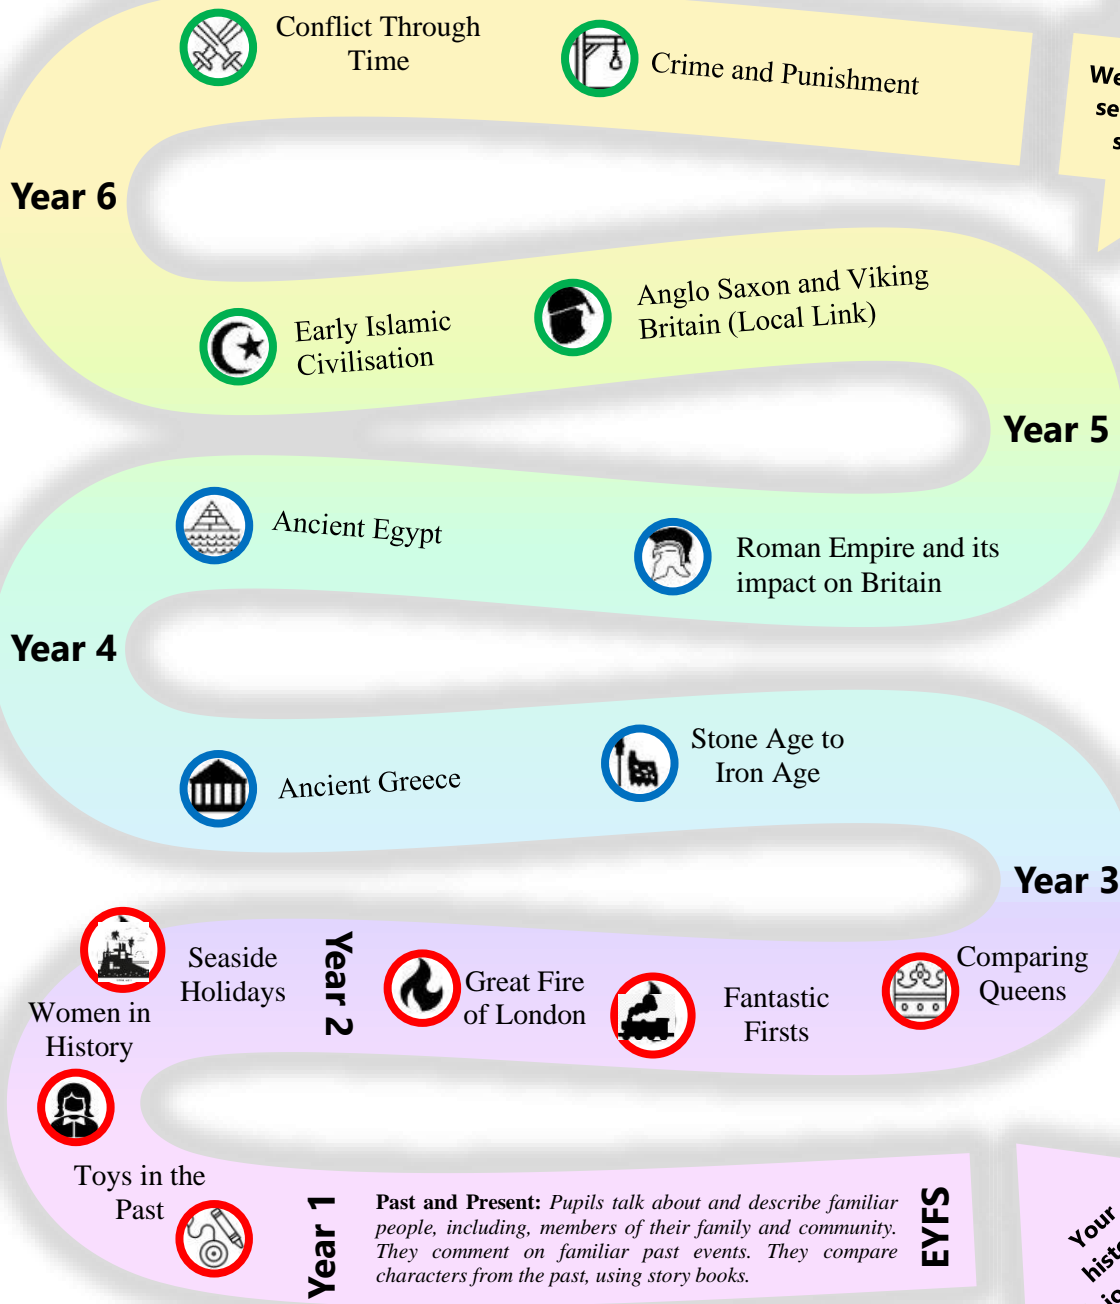 Conflict Through
Time
Crime and Punishment
We
se
s
Year 6
Early Islamic
Civilisation
Anglo Saxon and Viking
Britain (Local Link)
Year 5
Ancient Egypt
Roman Empire and its
impact on Britain
Year 4
Ancient Greece
Stone Age to
Iron Age
Year 3
Seaside
Holidays
Year 2
Great Fire
of London
Fantastic
Firsts
Comparing
Queens
Women in
History
Toys in the
Past
Year 1
Past and Present: Pupils talk about and describe familiar
people, including, members of their family and community.
They comment on familiar past events. They compare
characters from the past, using story books.
EYFS
Your
histo